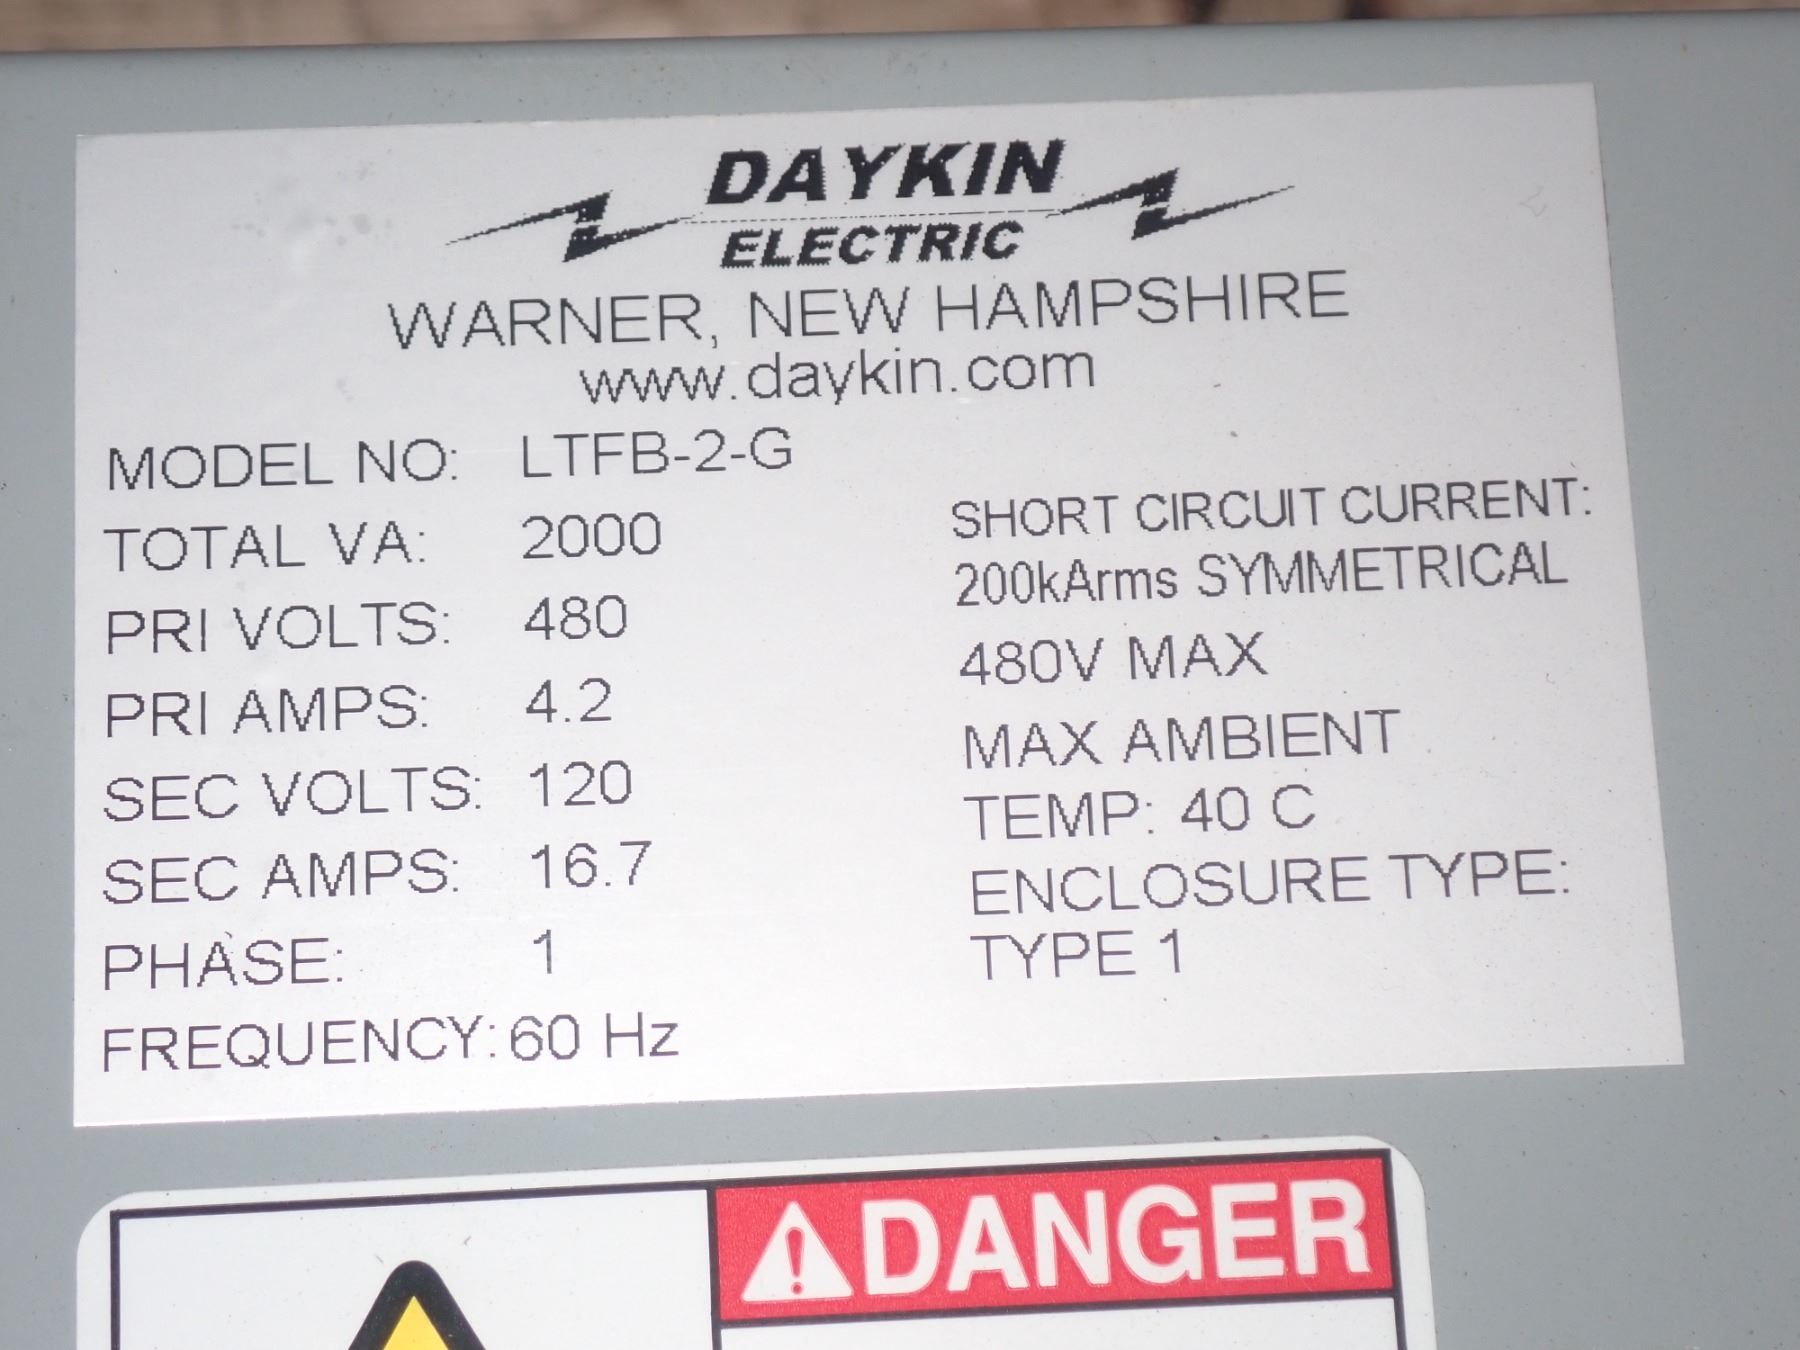 DAYKIN
ELECTRIC
WARNER, NEW HAMPSHIRE
www.daykin.com
MODEL NO: LTFB-2-G
TOTAL VA: 2000
PRI VOLTS: 480
PRI AMPS: 4.2
SEC VOLTS: 120
SEC AMPS: 16.7
PHASE: 1
FREQUENCY: 60 Hz
SHORT CIRCUIT CURRENT:
200kArms SYMMETRICAL
480V MAX
MAX AMBIENT
TEMP: 40 C
ENCLOSURE TYPE:
TYPE 1
DANGER